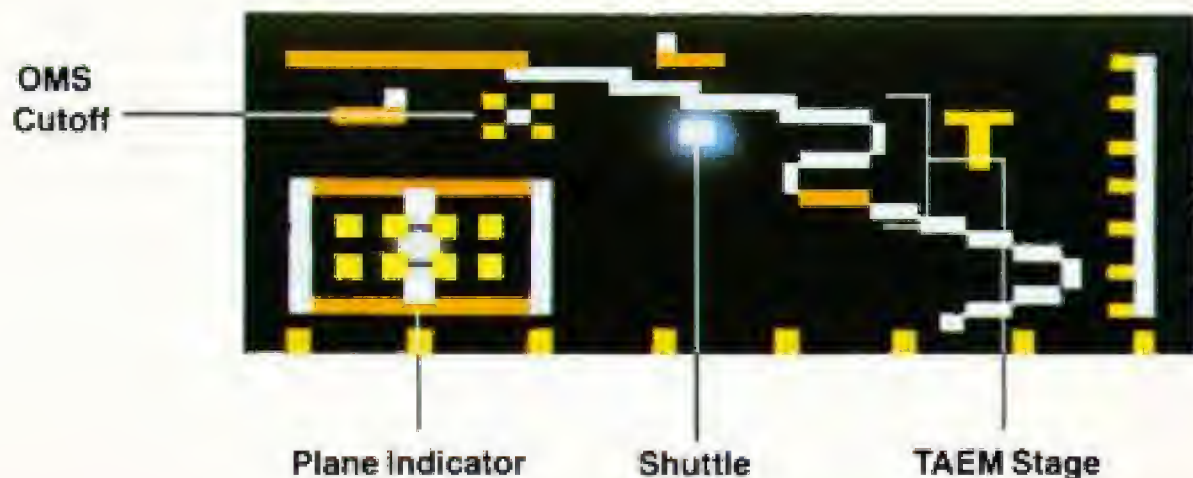 OMS
Cutoff
T
Plane Indicator
Shuttle
TAEM Stage